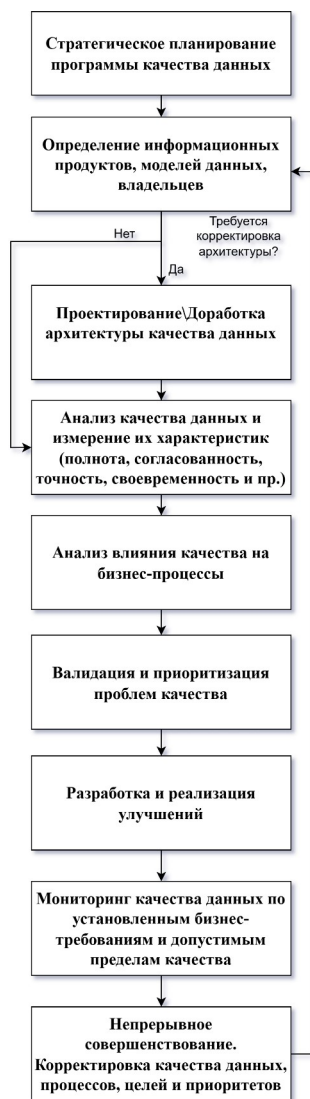 Стратегическое планирование
программы качества данных
Определение информационных
продуктов, моделей данных,
владельцев
Нет
Требуется
корректировка
архитектуры?
Да
Проектирование\Доработка
архитектуры качества данных
Анализ качества данных и
измерение их характеристик
(полнота, согласованность,
точность, своевременность и пр.)
Анализ влияния качества на
бизнес-процессы
Валидация и приоритизация
проблем качества
Разработка и реализация
улучшений
Мониторинг качества данных по
установленным бизнес-
требованиям и допустимым
пределам качества
Непрерывное
совершенствование.
Корректировка качества данных,
процессов, целей и приоритетов